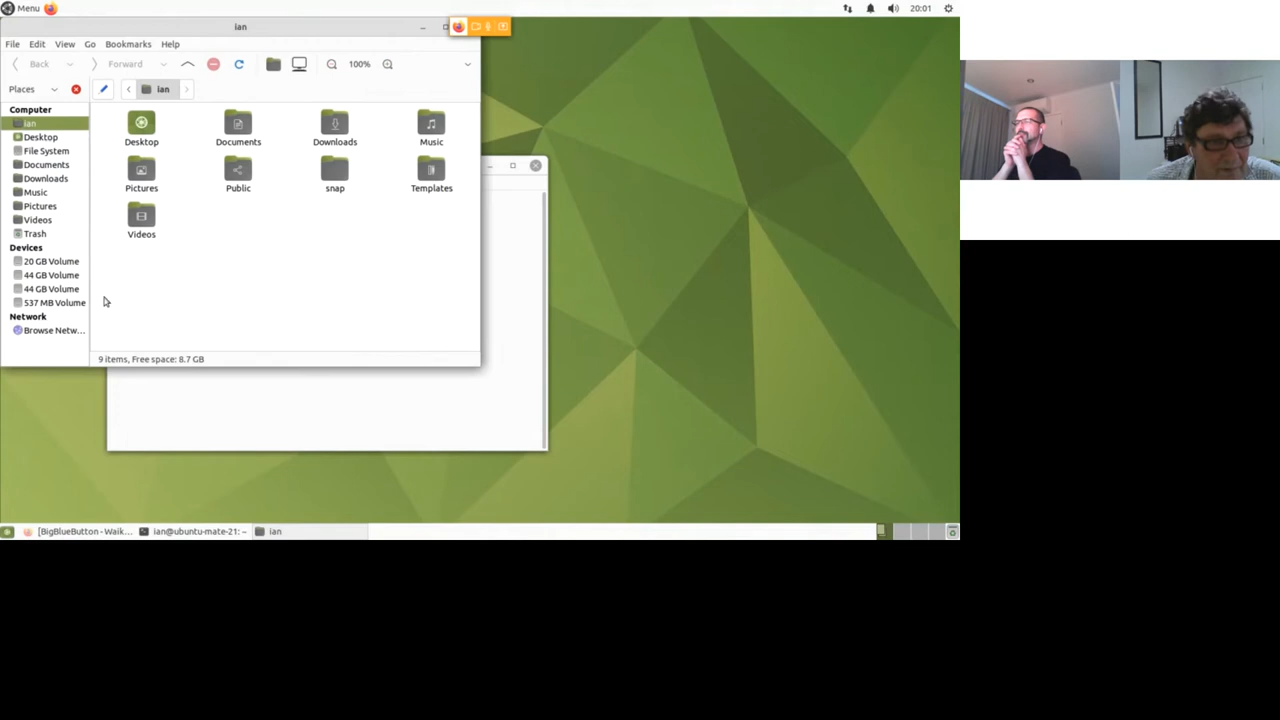 Menu
20:01
ian
File Edit View Go Bookmarks Help
Back Forward 100%
Places ian
Computer
ian
Desktop
File System
Documents
Downloads
Music
Pictures
Videos
Trash
Devices
20 GB Volume
44 GB Volume
44 GB Volume
537 MB Volume
Network
Browse Netw...
Desktop Documents Downloads Music
Pictures Public snap Templates
Videos
9 items, Free space: 8.7 GB
[BigBlueButton - Waik... ian@ubuntu-mate-21: ~ ian